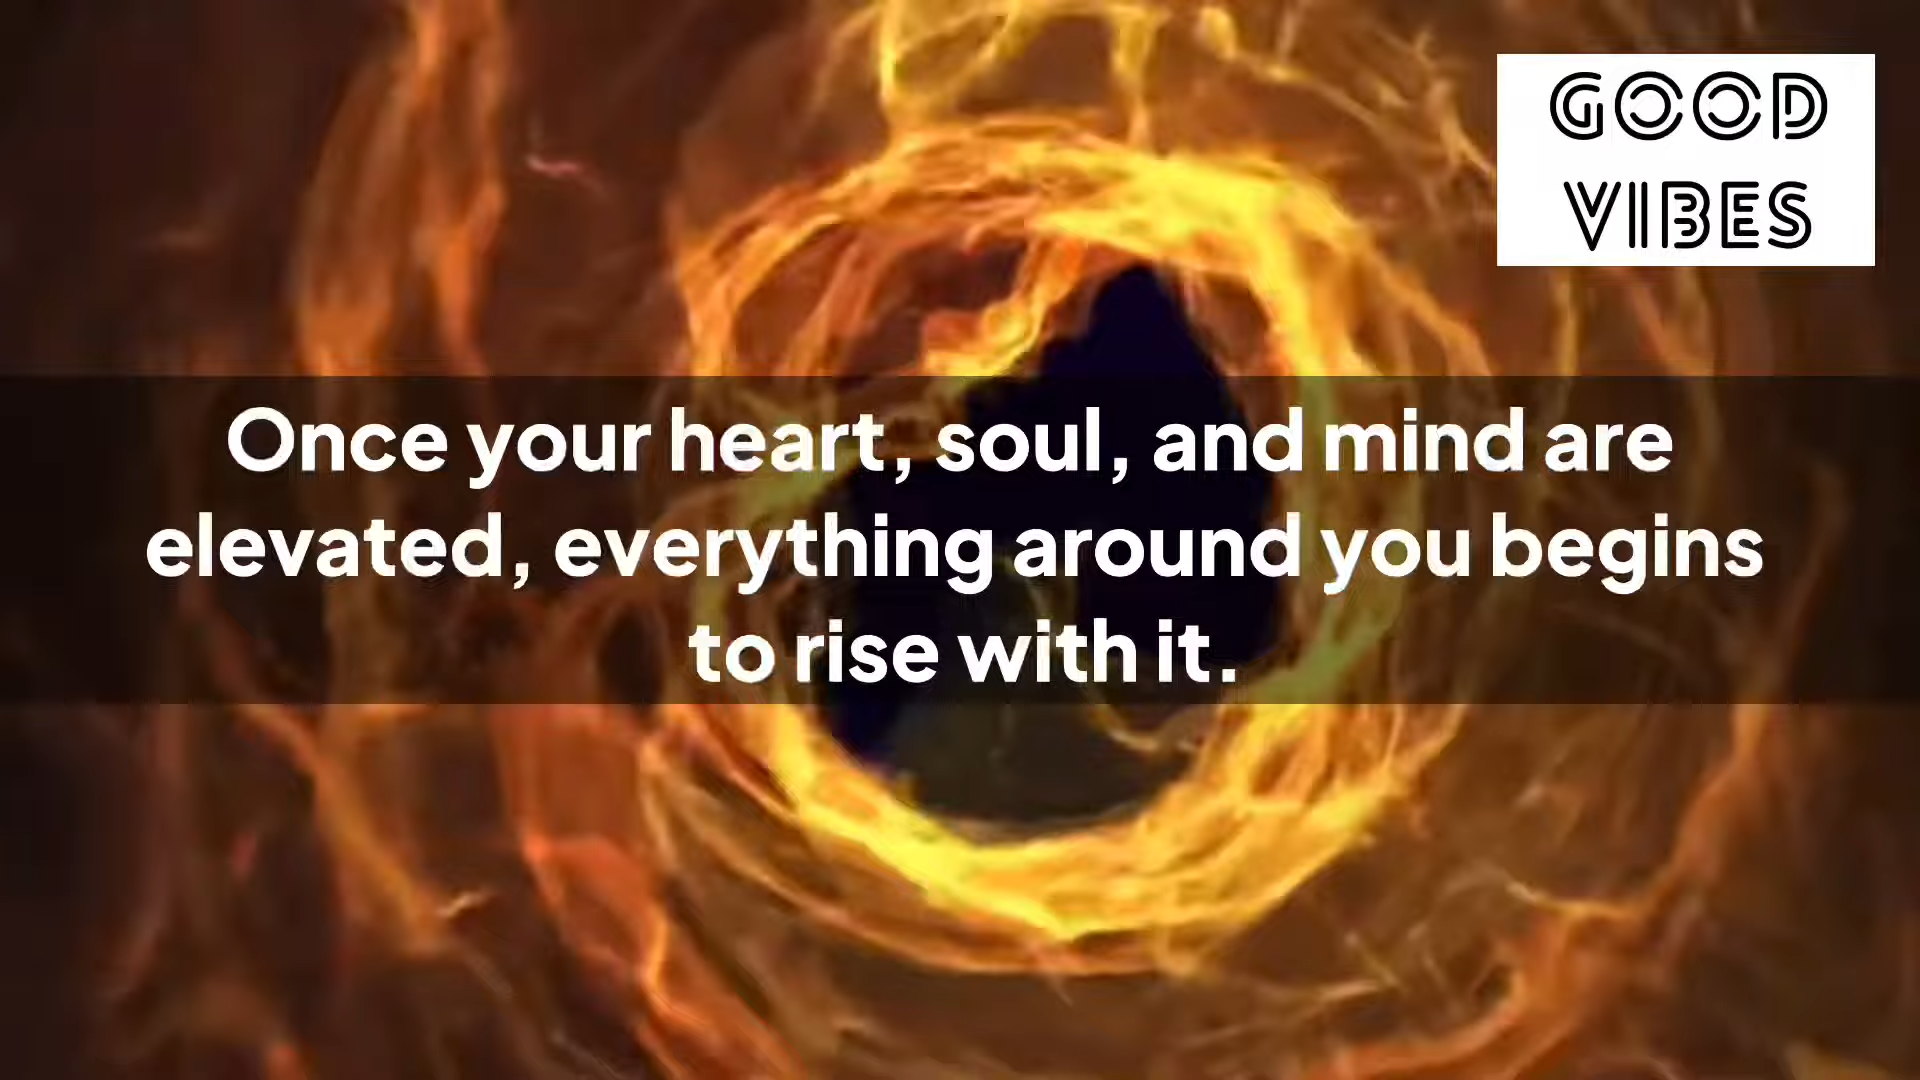 GOOD
VIBES
Once your heart, soul, and mind are
elevated, everything around you begins
to rise with it.